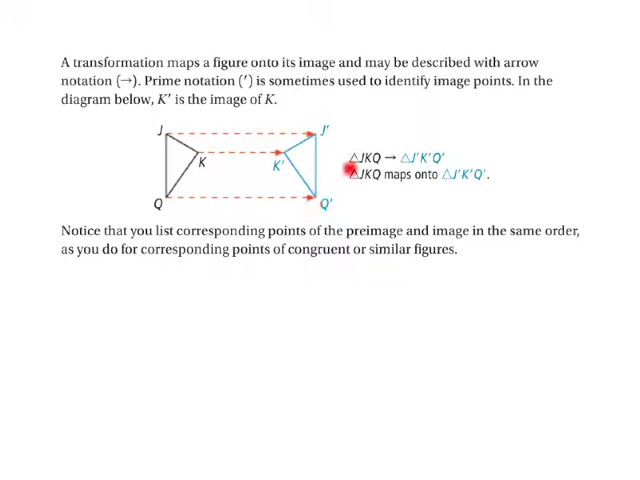 A transformation maps a figure onto its image and may be described with arrow
notation (→). Prime notation (′) is sometimes used to identify image points. In the
diagram below, K′ is the image of K.
J J′
K K′
Q Q′
△JKQ → △J′K′Q′
△JKQ maps onto △J′K′Q′.
Notice that you list corresponding points of the preimage and image in the same order,
as you do for corresponding points of congruent or similar figures.